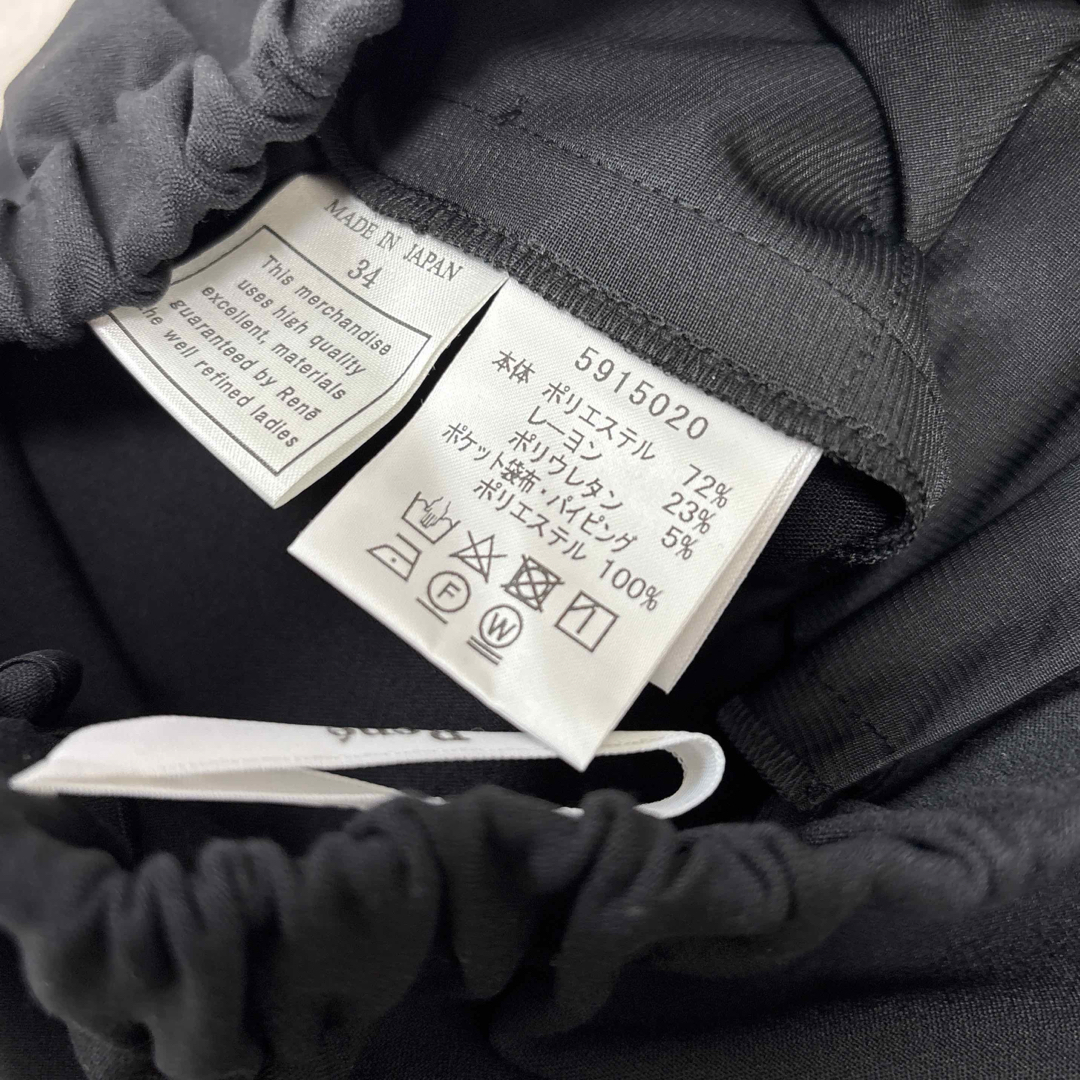 MADE IN JAPAN
34
This merchandise
uses high quality
excellent, materials
guaranteed by Renē
the well refined ladies
5915020
本体 ポリエステル 72%
レーヨン 23%
ポリウレタン 5%
ポケット袋布・パイピング
ポリエステル 100%
F
W
René